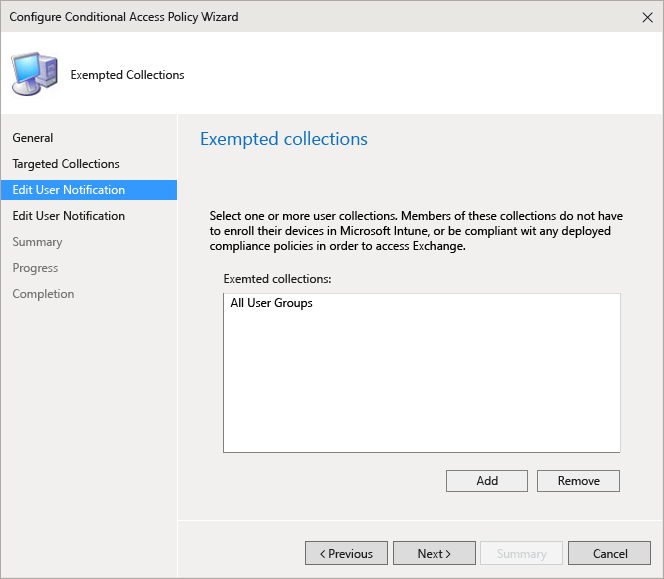 Configure Conditional Access Policy Wizard
Exempted Collections
General
Targeted Collections
Edit User Notification
Edit User Notification
Summary
Progress
Completion
Exempted collections
Select one or more user collections. Members of these collections do not have
to enroll their devices in Microsoft Intune, or be compliant wit any deployed
compliance policies in order to access Exchange.
Exemted collections:
All User Groups
Add
Remove
< Previous
Next >
Summary
Cancel